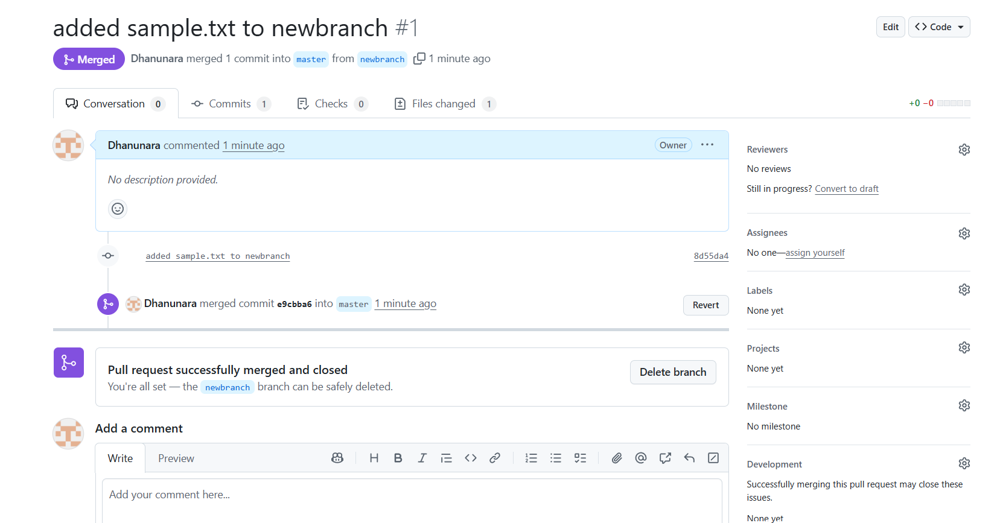 added sample.txt to newbranch #1
Edit
<> Code
Merged
Dhanunara merged 1 commit into master from newbranch 1 minute ago
Conversation 0
Commits 1
Checks 0
Files changed 1
+0 −0
Dhanunara commented 1 minute ago
Owner
No description provided.
added sample.txt to newbranch
8d55da4
Dhanunara merged commit e9cbba6 into master 1 minute ago
Revert
Pull request successfully merged and closed
You're all set — the newbranch branch can be safely deleted.
Delete branch
Add a comment
Write
Preview
Add your comment here...
Reviewers
No reviews
Still in progress? Convert to draft
Assignees
No one—assign yourself
Labels
None yet
Projects
None yet
Milestone
No milestone
Development
Successfully merging this pull request may close these
issues.
None yet